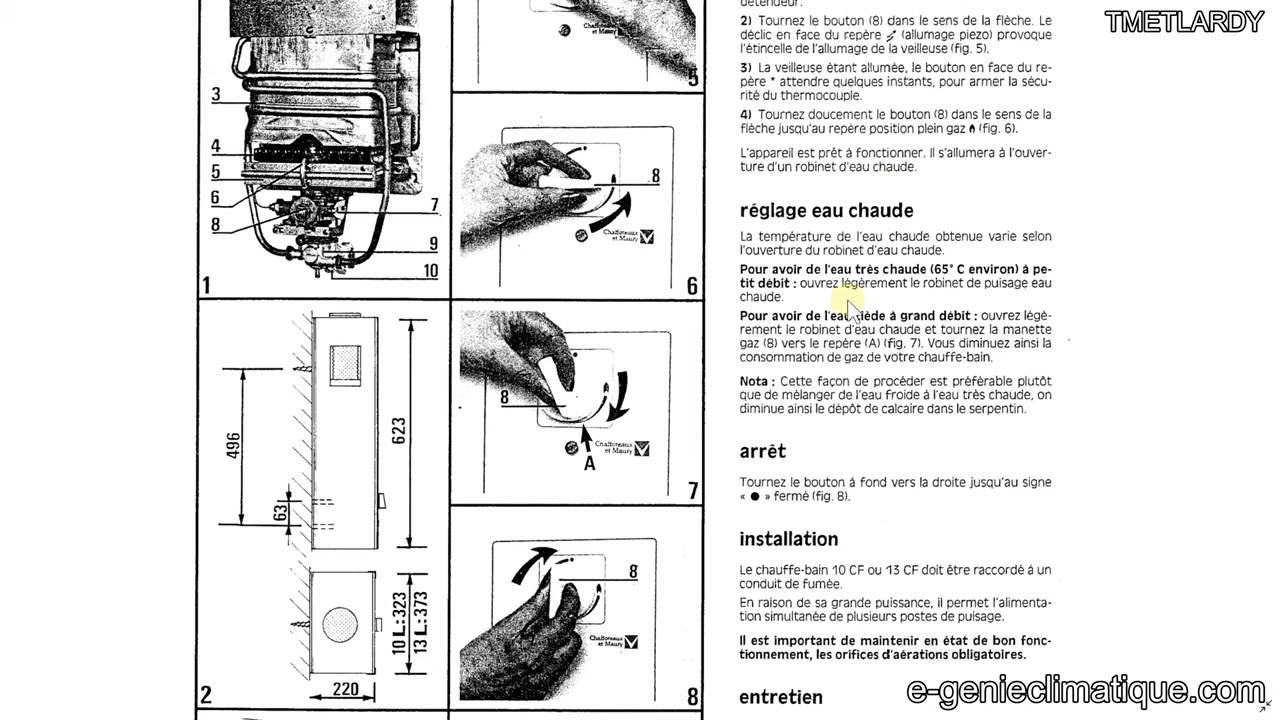 3
4
5
6
8
7
9
10
1
496
63
623
10 L:323
13 L:373
220
2
Chaffoteaux
et Maury
5
8
Chaffoteaux
et Maury
6
8
A
Chaffoteaux
et Maury
7
8
Chaffoteaux
et Maury
8
TMETLARDY
détendeur.
2) Tournez le bouton (8) dans le sens de la flèche. Le
déclic en face du repère (allumage piezo) provoque
l'étincelle de l'allumage de la veilleuse (fig. 5).
3) La veilleuse étant allumée, le bouton en face du re-
père * attendre quelques instants, pour armer la sécu-
rité du thermocouple.
4) Tournez doucement le bouton (8) dans le sens de la
flèche jusqu'au repère position plein gaz (fig. 6).
L'appareil est prêt à fonctionner. Il s'allumera à l'ouver-
ture d'un robinet d'eau chaude.
réglage eau chaude
La température de l'eau chaude obtenue varie selon
l'ouverture du robinet d'eau chaude.
Pour avoir de l'eau très chaude (65° C environ) à pe-
tit débit : ouvrez légèrement le robinet de puisage eau
chaude.
Pour avoir de l'eau tiède à grand débit : ouvrez légè-
rement le robinet d'eau chaude et tournez la manette
gaz (8) vers le repère (A) (fig. 7). Vous diminuez ainsi la
consommation de gaz de votre chauffe-bain.
Nota : Cette façon de procéder est préférable plutôt
que de mélanger de l'eau froide à l'eau très chaude, on
diminue ainsi le dépôt de calcaire dans le serpentin.
arrêt
Tournez le bouton à fond vers la droite jusqu'au signe
« ● » fermé (fig. 8).
installation
Le chauffe-bain 10 CF ou 13 CF doit être raccordé à un
conduit de fumée.
En raison de sa grande puissance, il permet l'alimenta-
tion simultanée de plusieurs postes de puisage.
Il est important de maintenir en état de bon fonc-
tionnement, les orifices d'aérations obligatoires.
entretien
e-genieclimatique.com